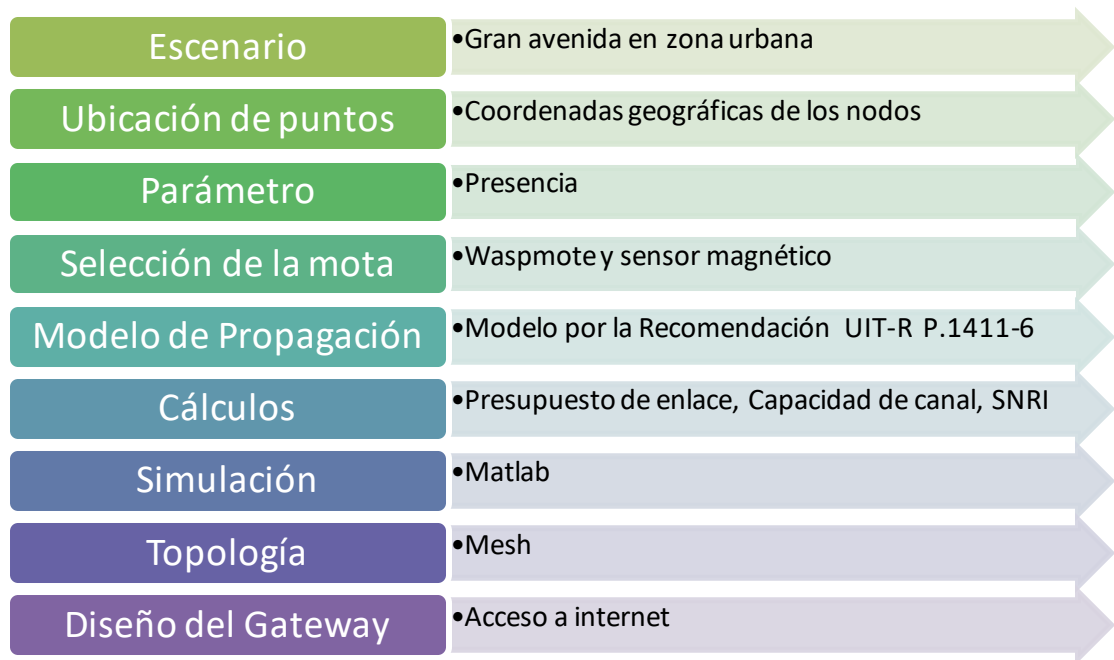 Escenario
•Gran avenida en zona urbana
Ubicación de puntos
•Coordenadas geográficas de los nodos
Parámetro
•Presencia
Selección de la mota
•Waspmote y sensor magnético
Modelo de Propagación
•Modelo por la Recomendación UIT-R P.1411-6
Cálculos
•Presupuesto de enlace, Capacidad de canal, SNRI
Simulación
•Matlab
Topología
•Mesh
Diseño del Gateway
•Acceso a internet